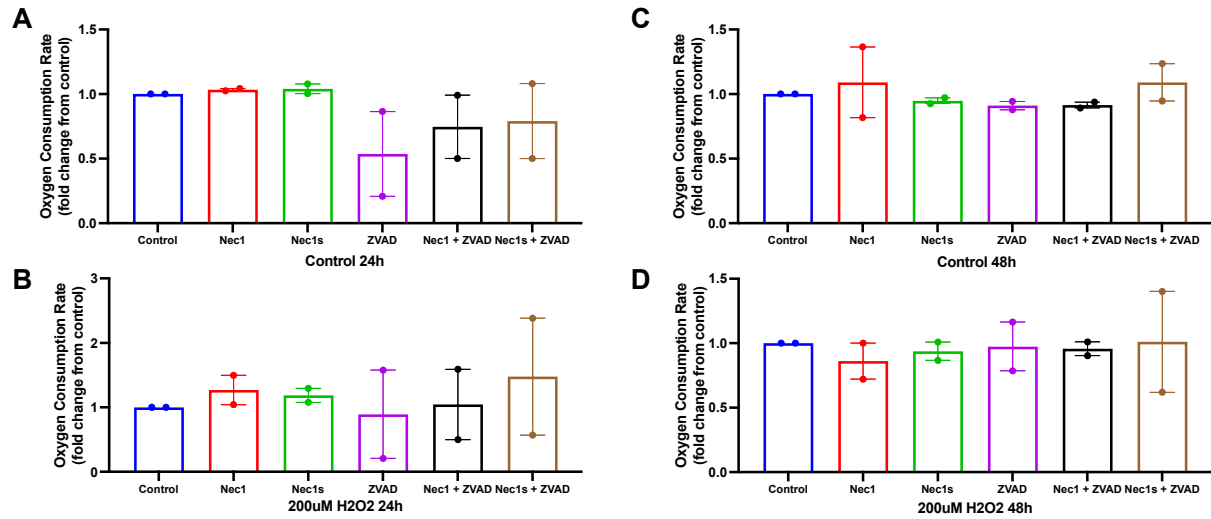 A
Oxygen Consumption Rate
(fold change from control)
1.5
1.0
0.5
0.0
Control Nec1 Nec1s ZVAD Nec1 + ZVAD Nec1s + ZVAD
Control 24h
B
Oxygen Consumption Rate
(fold change from control)
3
2
1
0
Control Nec1 Nec1s ZVAD Nec1 + ZVAD Nec1s + ZVAD
200uM H2O2 24h
C
Oxygen Consumption Rate
(fold change from control)
1.5
1.0
0.5
0.0
Control Nec1 Nec1s ZVAD Nec1 + ZVAD Nec1s + ZVAD
Control 48h
D
Oxygen Consumption Rate
(fold change from control)
1.5
1.0
0.5
0.0
Control Nec1 Nec1s ZVAD Nec1 + ZVAD Nec1s + ZVAD
200uM H2O2 48h